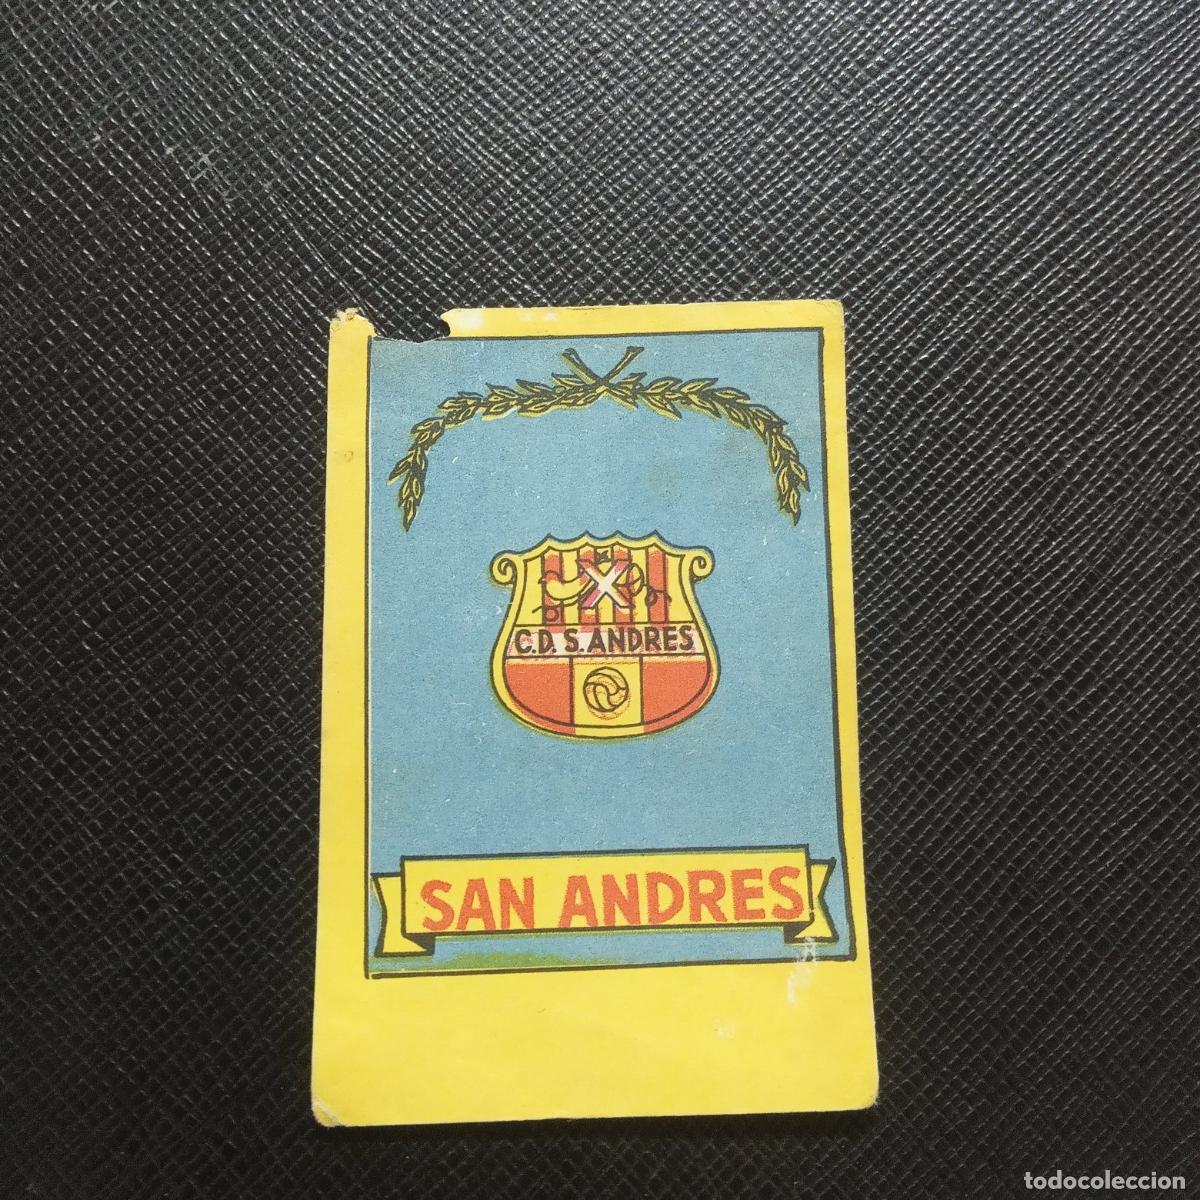 C.D. S. ANDRES
SAN ANDRES
todocoleccion